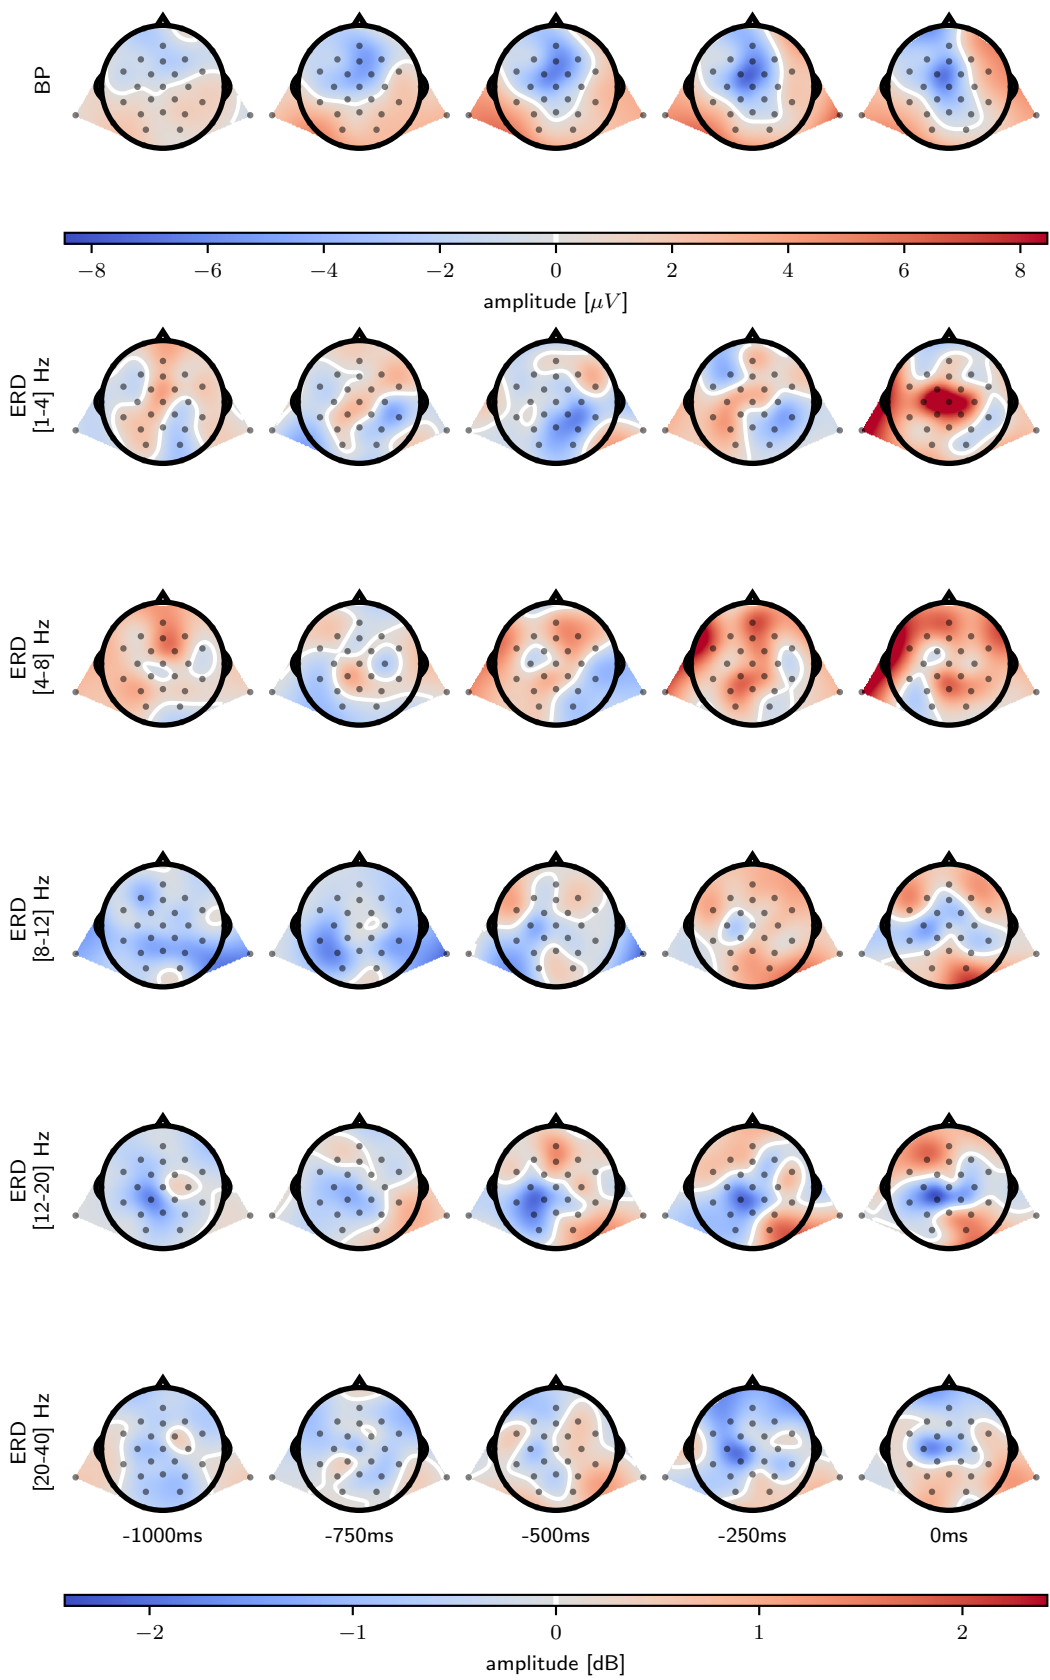 BP
−8 −6 −4 −2 0 2 4 6 8
amplitude [μV]
ERD
[1-4] Hz
ERD
[4-8] Hz
ERD
[8-12] Hz
ERD
[12-20] Hz
ERD
[20-40] Hz
-1000ms -750ms -500ms -250ms 0ms
−2 −1 0 1 2
amplitude [dB]